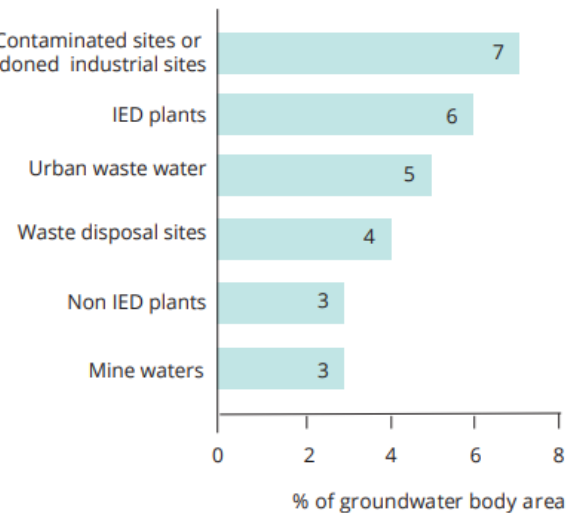 Contaminated sites or
doned industrial sites
7
IED plants
6
Urban waste water
5
Waste disposal sites
4
Non IED plants
3
Mine waters
3
0 2 4 6 8
% of groundwater body area